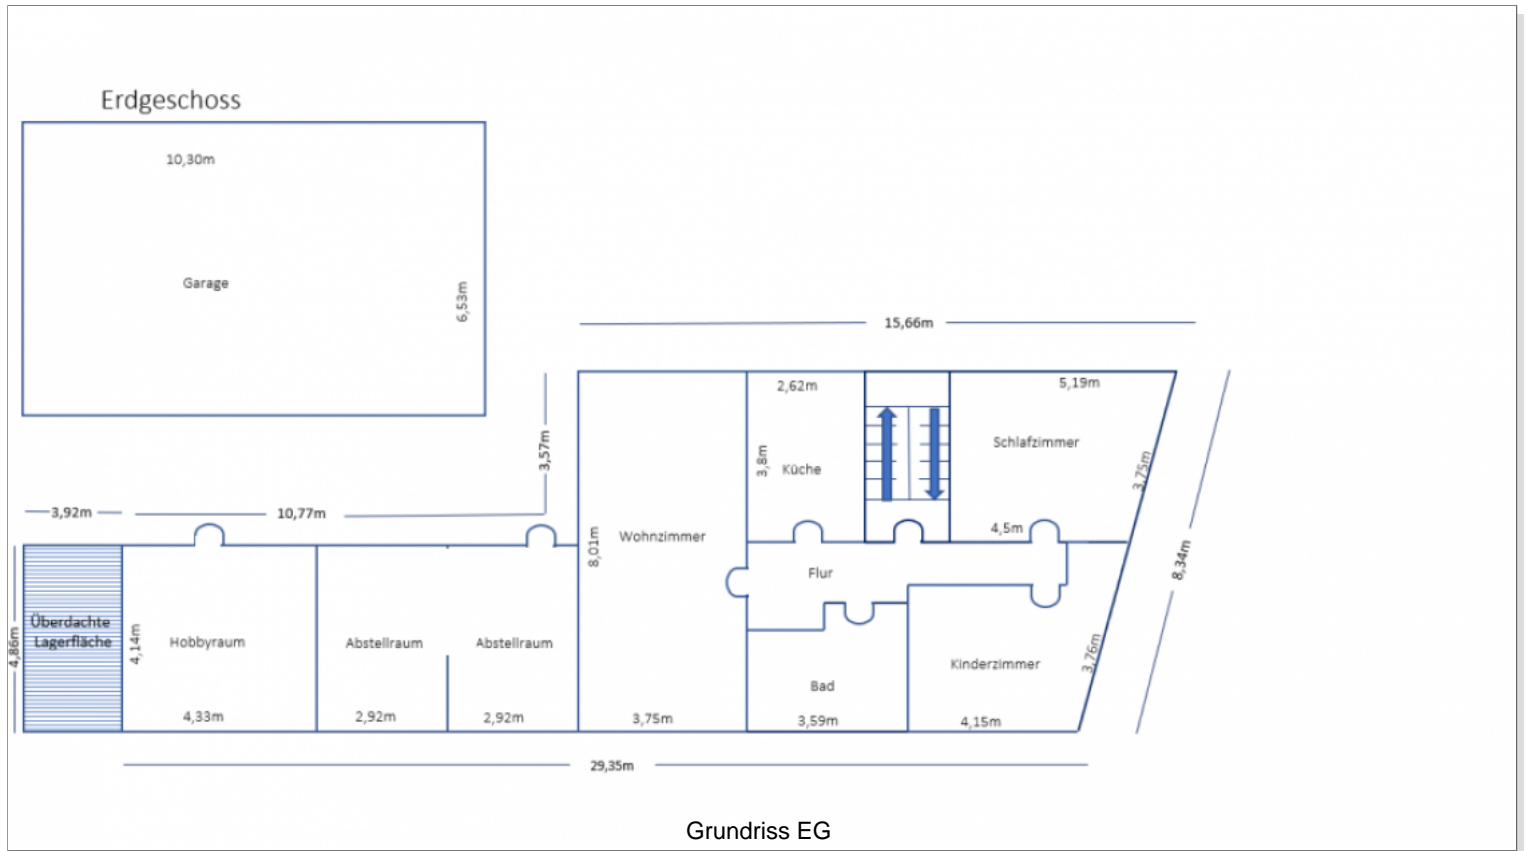 Erdgeschoss
10,30m
Garage
6,53m
15,66m
2,62m
5,19m
3,57m
3,8m
Küche
Schlafzimmer
3,75m
3,92m
10,77m
8,01m
Wohnzimmer
4,5m
8,34m
Flur
4,86m
Überdachte
Lagerfläche
4,14m
Hobbyraum
Abstellraum
Abstellraum
Kinderzimmer
3,76m
Bad
4,33m
2,92m
2,92m
3,75m
3,59m
4,15m
29,35m
Grundriss EG